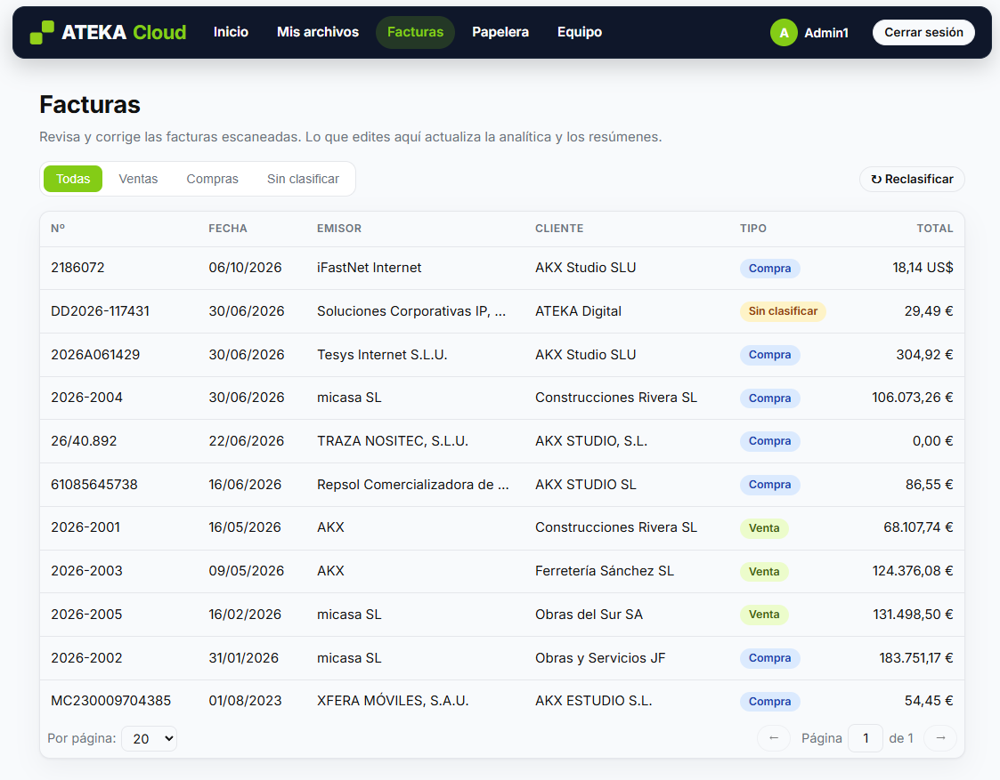 ATEKA Cloud Inicio Mis archivos Facturas Papelera Equipo A Admin1 Cerrar sesión
Facturas
Revisa y corrige las facturas escaneadas. Lo que edites aquí actualiza la analítica y los resúmenes.
Todas Ventas Compras Sin clasificar ↻ Reclasificar
Nº FECHA EMISOR CLIENTE TIPO TOTAL
2186072 06/10/2026 iFastNet Internet AKX Studio SLU Compra 18,14 US$
DD2026-117431 30/06/2026 Soluciones Corporativas IP, ... ATEKA Digital Sin clasificar 29,49 €
2026A061429 30/06/2026 Tesys Internet S.L.U. AKX Studio SLU Compra 304,92 €
2026-2004 30/06/2026 micasa SL Construcciones Rivera SL Compra 106.073,26 €
26/40.892 22/06/2026 TRAZA NOSITEC, S.L.U. AKX STUDIO, S.L. Compra 0,00 €
61085645738 16/06/2026 Repsol Comercializadora de ... AKX STUDIO SL Compra 86,55 €
2026-2001 16/05/2026 AKX Construcciones Rivera SL Venta 68.107,74 €
2026-2003 09/05/2026 AKX Ferretería Sánchez SL Venta 124.376,08 €
2026-2005 16/02/2026 micasa SL Obras del Sur SA Venta 131.498,50 €
2026-2002 31/01/2026 micasa SL Obras y Servicios JF Compra 183.751,17 €
MC230009704385 01/08/2023 XFERA MÓVILES, S.A.U. AKX ESTUDIO S.L. Compra 54,45 €
Por página: 20 ← Página 1 de 1 →